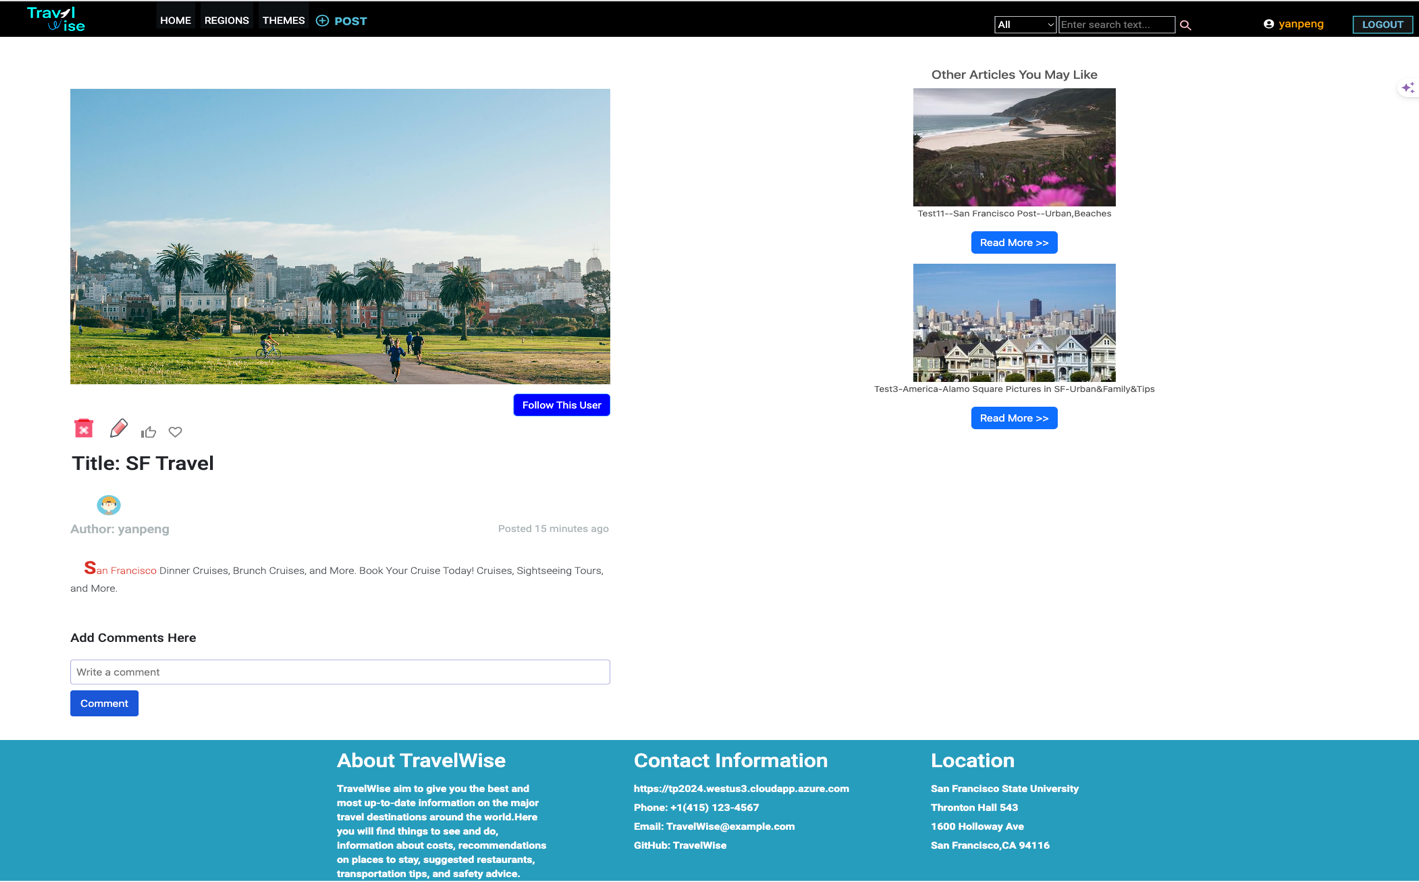 Travel
Wise
HOME REGIONS THEMES POST
All
Enter search text...
yanpeng
LOGOUT
Other Articles You May Like
Test11--San Francisco Post--Urban,Beaches
Read More >>
Test3-America-Alamo Square Pictures in SF-Urban&Family&Tips
Read More >>
Follow This User
Title: SF Travel
Author: yanpeng
Posted 15 minutes ago
San Francisco Dinner Cruises, Brunch Cruises, and More. Book Your Cruise Today! Cruises, Sightseeing Tours,
and More.
Add Comments Here
Write a comment
Comment
About TravelWise
TravelWise aim to give you the best and
most up-to-date information on the major
travel destinations around the world.Here
you will find things to see and do,
information about costs, recommendations
on places to stay, suggested restaurants,
transportation tips, and safety advice.
Contact Information
https://tp2024.westus3.cloudapp.azure.com
Phone: +1(415) 123-4567
Email: TravelWise@example.com
GitHub: TravelWise
Location
San Francisco State University
Thronton Hall 543
1600 Holloway Ave
San Francisco,CA 94116